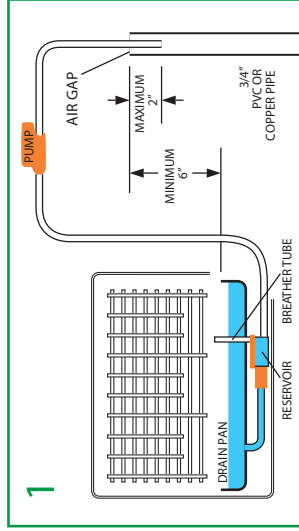 1
PUMP
AIR GAP
MAXIMUM
2"
MINIMUM
6"
3/4"
PVC OR
COPPER PIPE
DRAIN PAN
BREATHER TUBE
RESERVOIR